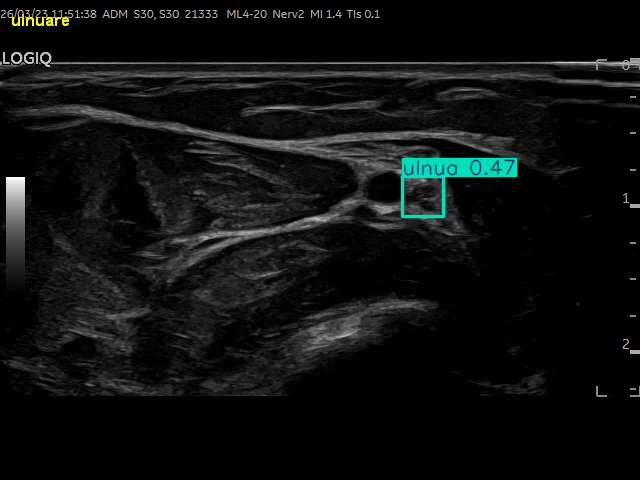 26/03/23 11:51:38 ADM S30, S30 21333 ML4-20 Nerv2 MI 1.4 TIs 0.1
ulnuare
LOGIQ
0
ulnua 0.47
1
2